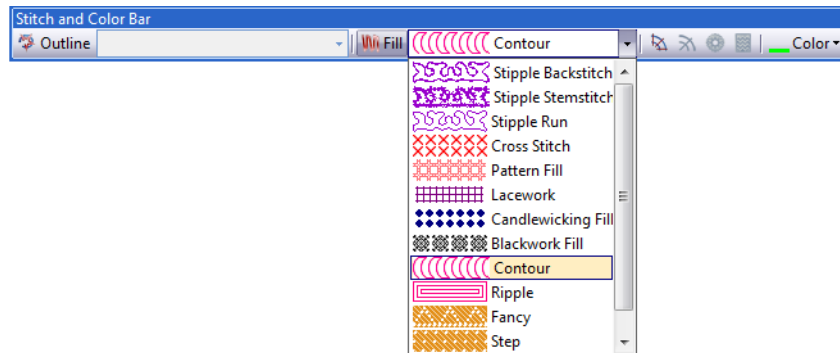 Stitch and Color Bar
Outline Fill Contour Color
Stipple Backstitch
Stipple Stemstitch
Stipple Run
Cross Stitch
Pattern Fill
Lacework
Candlewicking Fill
Blackwork Fill
Contour
Ripple
Fancy
Step